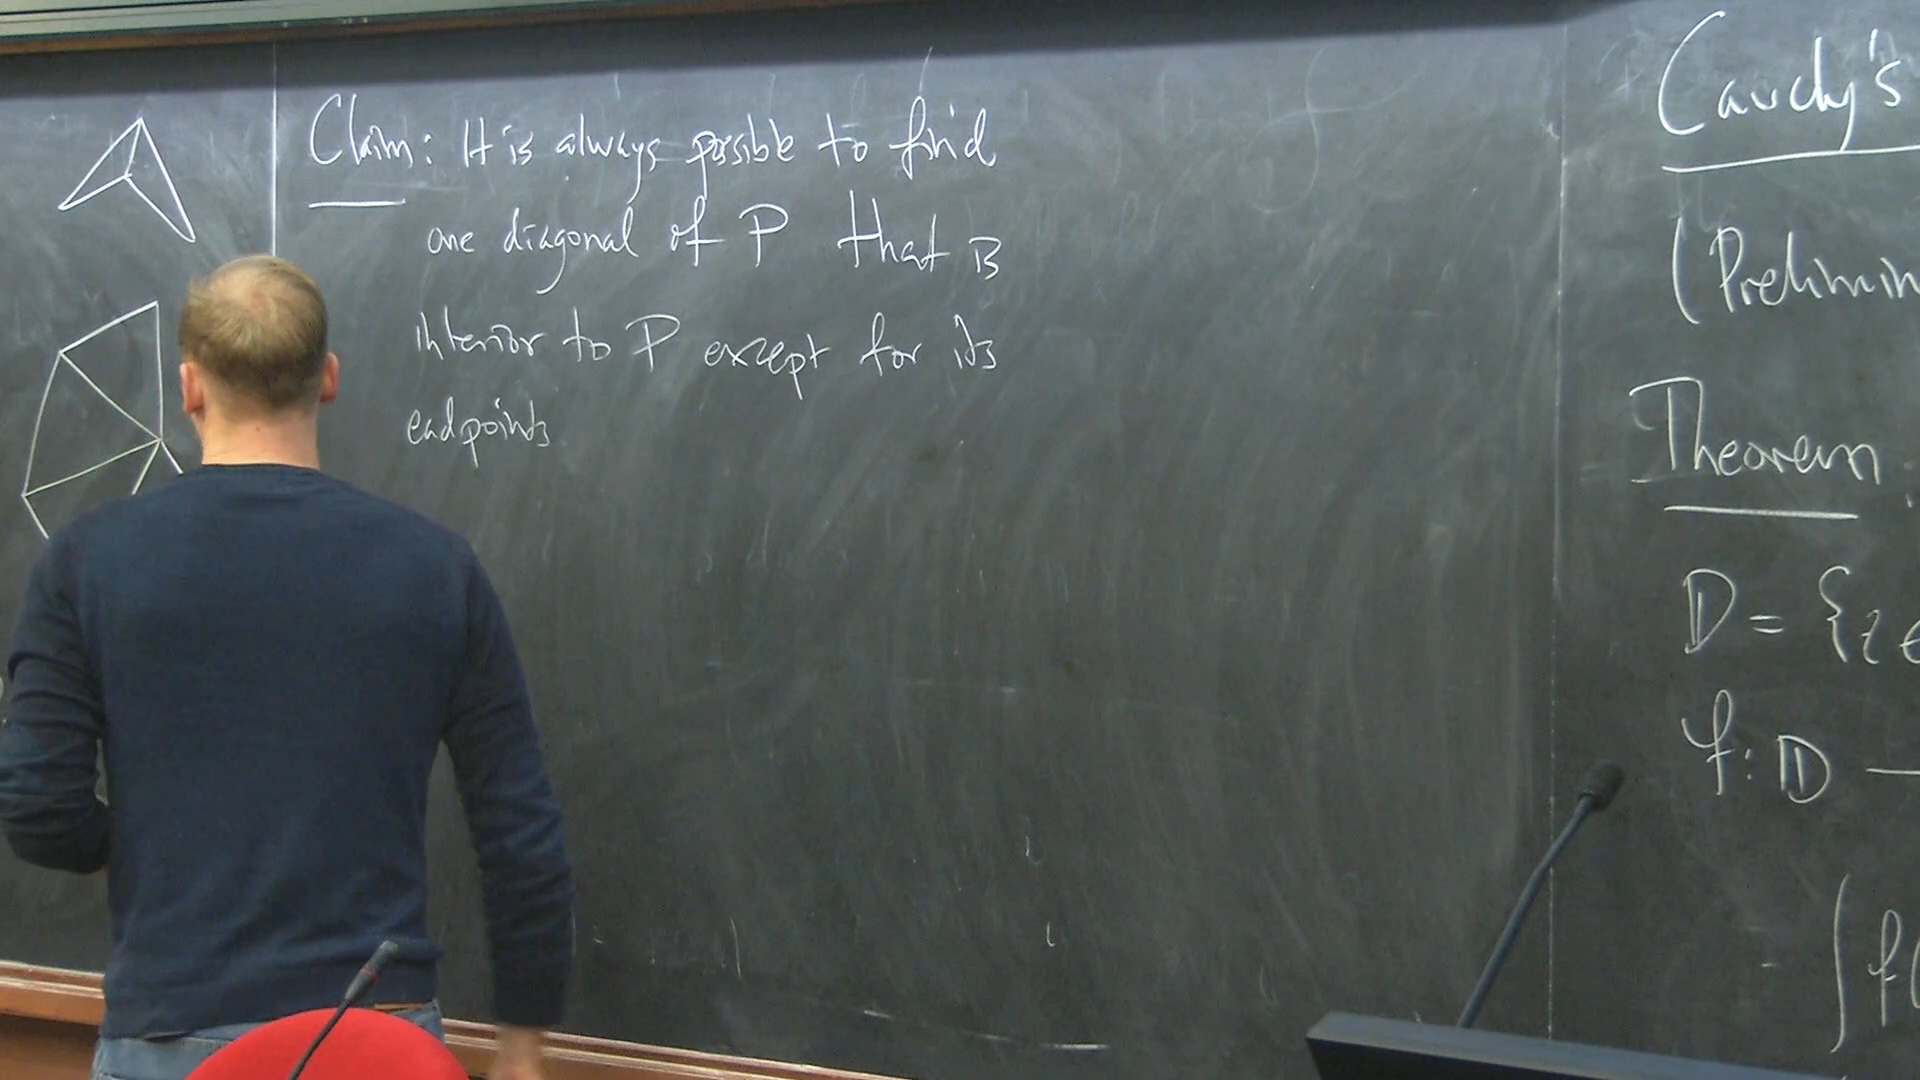 Claim: It is always possible to find
one diagonal of P that is
interior to P except for its
endpoints
Cauchy's
(Prelimin
Theorem:
D = {z ∈
f: D —
∫ f(